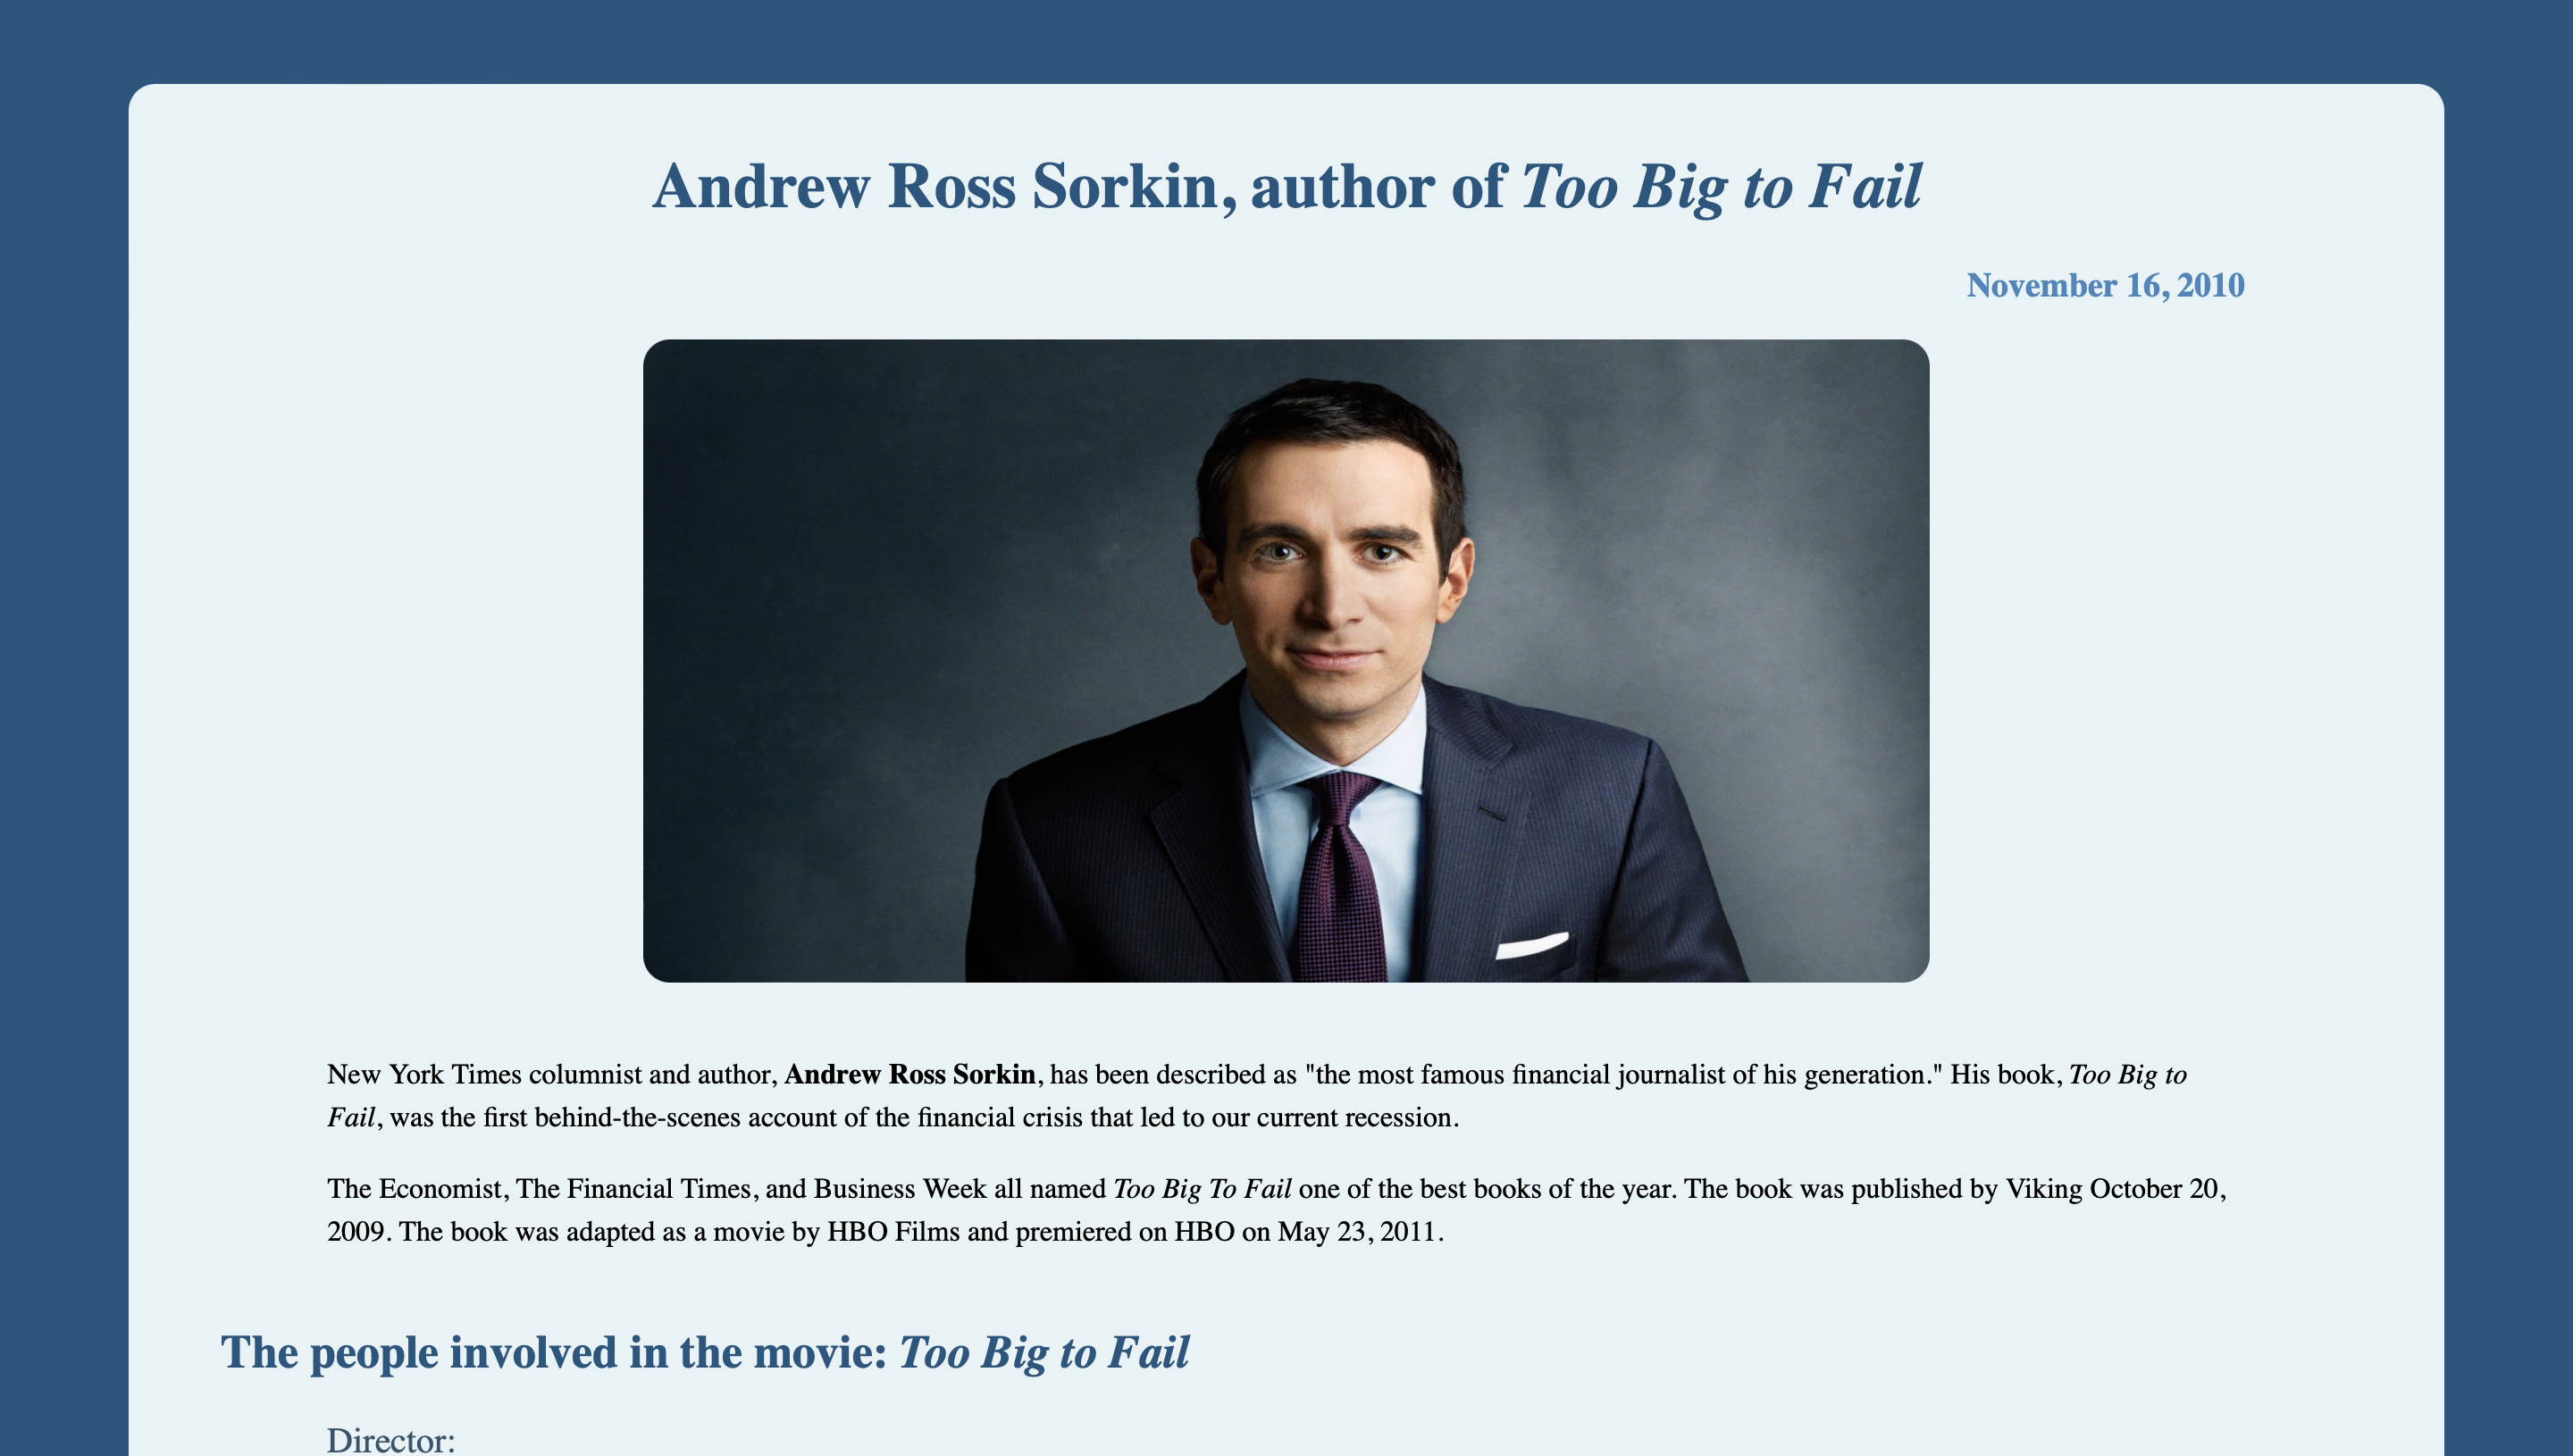 Andrew Ross Sorkin, author of Too Big to Fail
November 16, 2010
New York Times columnist and author, Andrew Ross Sorkin, has been described as "the most famous financial journalist of his generation." His book, Too Big to
Fail, was the first behind-the-scenes account of the financial crisis that led to our current recession.
The Economist, The Financial Times, and Business Week all named Too Big To Fail one of the best books of the year. The book was published by Viking October 20,
2009. The book was adapted as a movie by HBO Films and premiered on HBO on May 23, 2011.
The people involved in the movie: Too Big to Fail
Director: